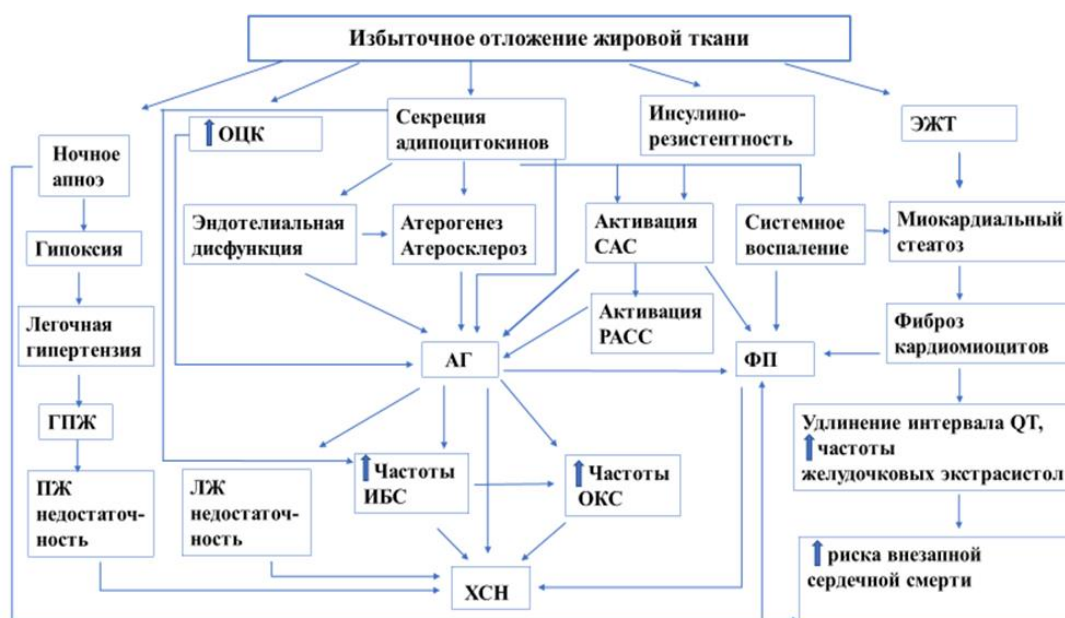 Избыточное отложение жировой ткани
Ночное
апноэ
ОЦК
Секреция
адипоцитокинов
Инсулино-
резистентность
ЭЖТ
Гипоксия
Эндотелиальная
дисфункция
Атерогенез
Атеросклероз
Активация
САС
Системное
воспаление
Миокардиальный
стеатоз
Легочная
гипертензия
Активация
РАСС
Фиброз
кардиомиоцитов
АГ
ФП
ГПЖ
Удлинение интервала QT,
частоты
желудочковых экстрасистол
ПЖ
недостаточ-
ность
ЛЖ
недостаточ-
ность
Частоты
ИБС
Частоты
ОКС
риска внезапной
сердечной смерти
ХСН